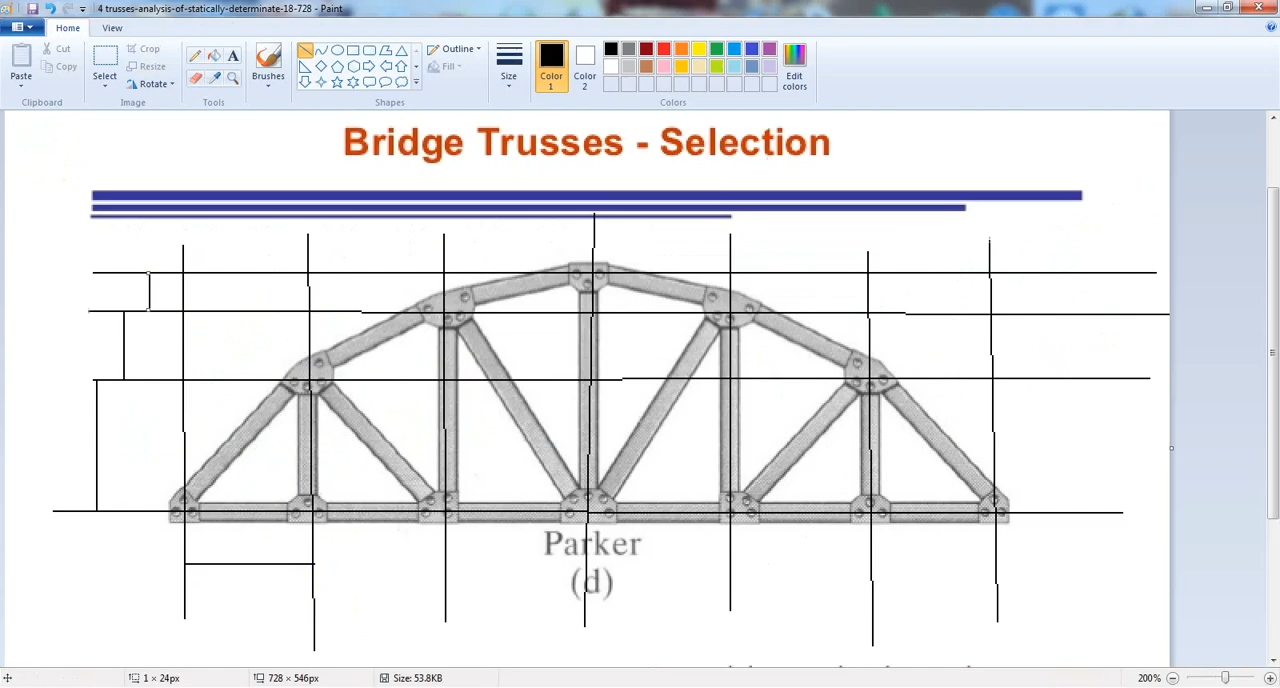 4 trusses-analysis-of-statically-determinate-18-728 - Paint
Home
View
Paste
Cut
Copy
Clipboard
Select
Crop
Resize
Rotate
Image
A
Tools
Brushes
Shapes
Outline
Fill
Size
Color 1
Color 2
Edit colors
Colors
Bridge Trusses - Selection
Parker
(d)
1 × 24px
728 × 546px
Size: 53.8KB
200%